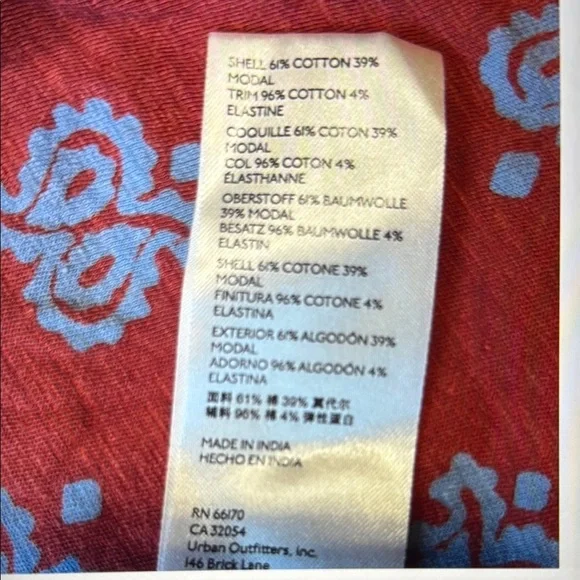 SHELL 61% COTTON 39%
MODAL
TRIM 96% COTTON 4%
ELASTINE
COQUILLE 61% COTON 39%
MODAL
COL 96% COTON 4%
ÉLASTHANNE
OBERSTOFF 61% BAUMWOLLE
39% MODAL
BESATZ 96% BAUMWOLLE 4%
ELASTIN
SHELL 61% COTONE 39%
MODAL
FINITURA 96% COTONE 4%
ELASTINA
EXTERIOR 61% ALGODÓN 39%
MODAL
ADORNO 96% ALGODÓN 4%
ELASTINA
面料 61% 棉 39% 莫代尔
辅料 96% 棉 4% 弹性蛋白
MADE IN INDIA
HECHO EN INDIA
RN 66170
CA 32054
Urban Outfitters, Inc.
146 Brick Lane